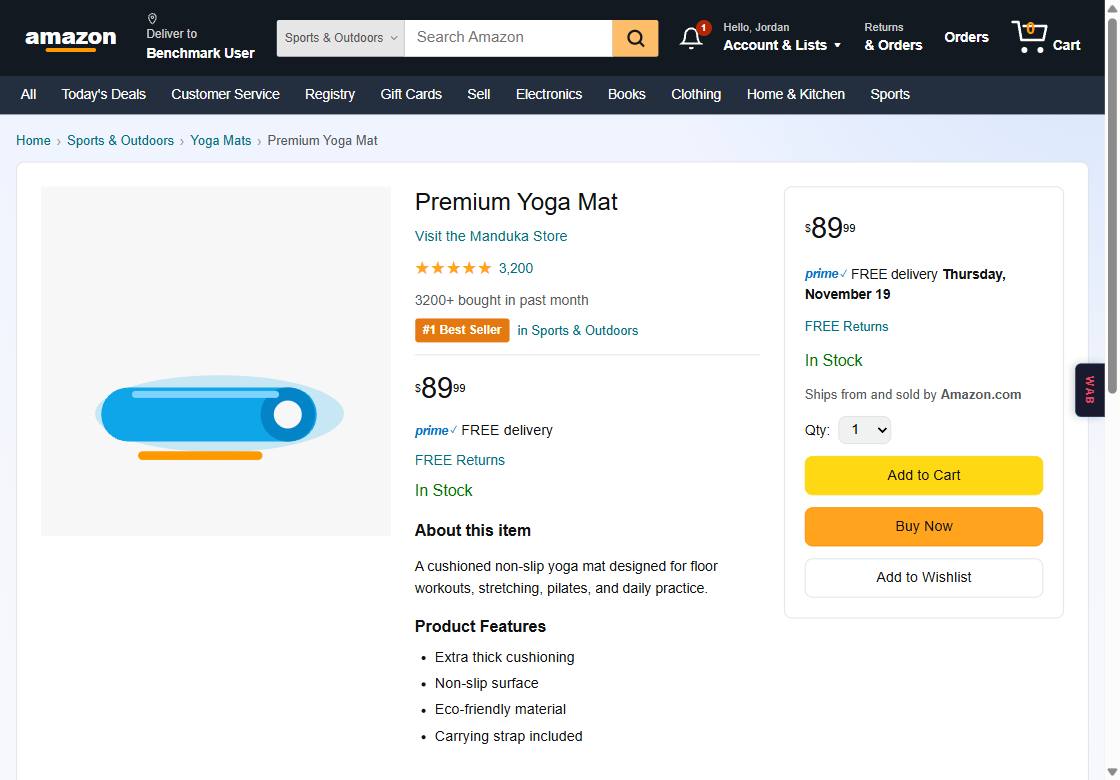 amazon
Deliver to
Benchmark User
Sports & Outdoors
Search Amazon
1
Hello, Jordan
Account & Lists
Returns
& Orders
Orders
0
Cart
All
Today's Deals
Customer Service
Registry
Gift Cards
Sell
Electronics
Books
Clothing
Home & Kitchen
Sports
Home › Sports & Outdoors › Yoga Mats › Premium Yoga Mat
Premium Yoga Mat
Visit the Manduka Store
★★★★★ 3,200
3200+ bought in past month
#1 Best Seller in Sports & Outdoors
$8999
prime✓ FREE delivery
FREE Returns
In Stock
About this item
A cushioned non-slip yoga mat designed for floor
workouts, stretching, pilates, and daily practice.
Product Features
• Extra thick cushioning
• Non-slip surface
• Eco-friendly material
• Carrying strap included
$8999
prime✓ FREE delivery Thursday,
November 19
FREE Returns
In Stock
Ships from and sold by Amazon.com
Qty: 1
Add to Cart
Buy Now
Add to Wishlist
WAB